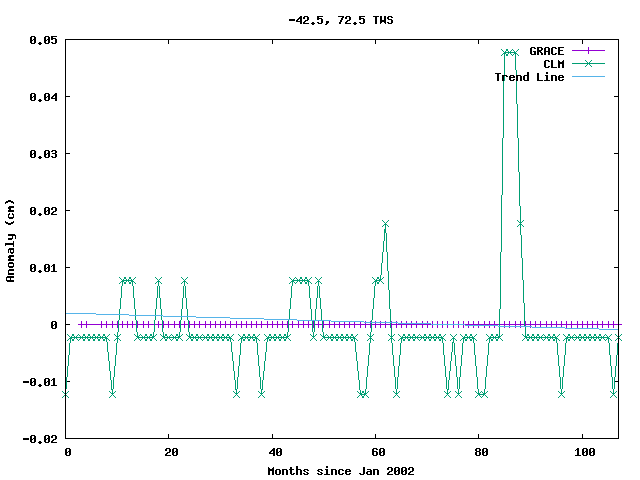 -42.5, 72.5 TWS
0.05
GRACE
CLM
Trend Line
0.04
0.03
0.02
0.01
0
-0.01
-0.02
Anomaly (cm)
0 20 40 60 80 100
Months since Jan 2002